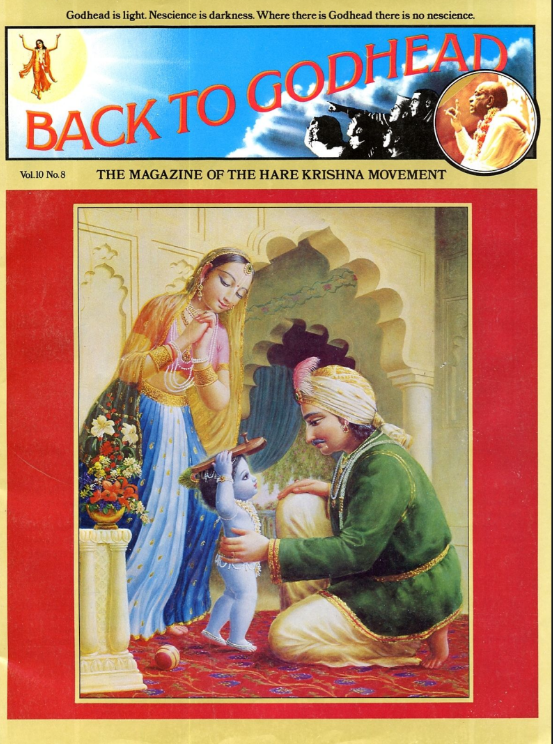 Godhead is light. Nescience is darkness. Where there is Godhead there is no nescience.
BACK TO GODHEAD
Vol.10 No.8
THE MAGAZINE OF THE HARE KRISHNA MOVEMENT